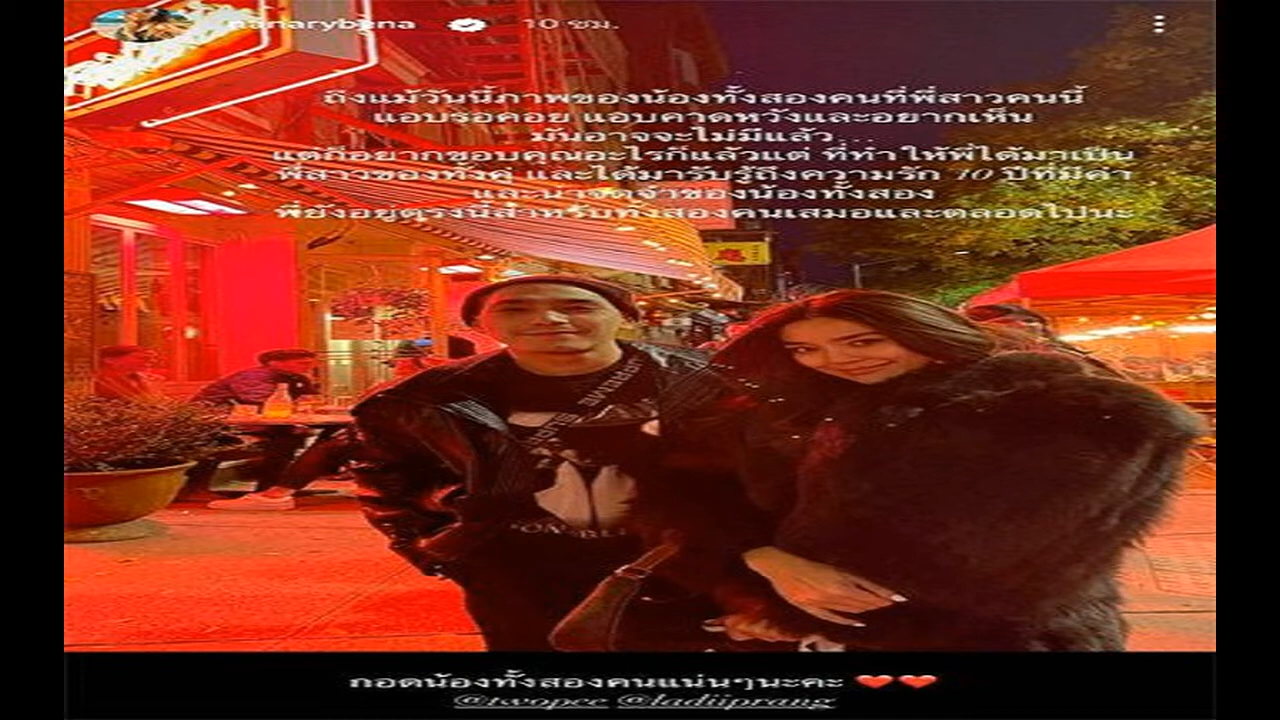 nanarybena 10 ชม.
ถึงแม้วันนี้ภาพของน้องทั้งสองคนที่พี่สาวคนนี้
แอบรอคอย แอบคาดหวังและอยากเห็น
มันอาจจะไม่มีแล้ว...
แต่ก็อยากขอบคุณอะไรก็แล้วแต่ ที่ทำให้พี่ได้มาเป็น
พี่สาวของทั้งคู่ และได้มารับรู้ถึงความรัก 10 ปีที่มีค่า
และน่าจดจำของน้องทั้งสอง
พี่ยังอยู่ตรงนี้สำหรับทั้งสองคนเสมอและตลอดไปนะ
กอดน้องทั้งสองคนแน่นๆนะคะ ❤️❤️
@twopee @ladiiprang